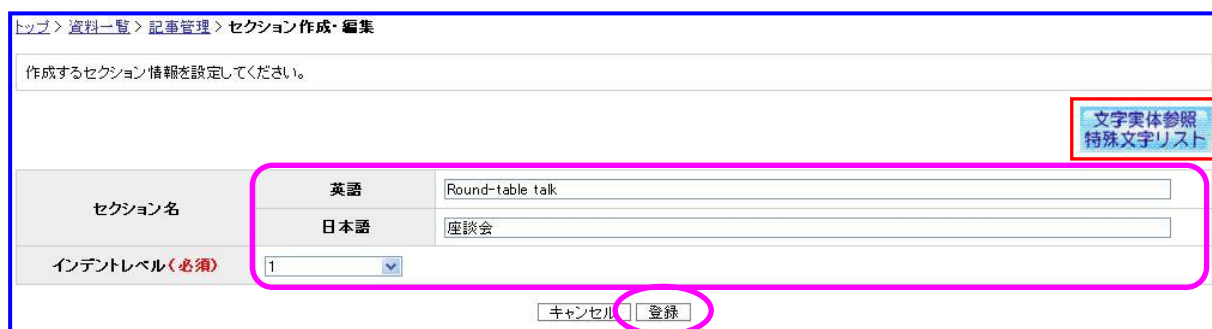 トップ > 資料一覧 > 記事管理 > セクション作成・編集
作成するセクション情報を設定してください。
文字実体参照
特殊文字リスト
セクション名
英語
Round-table talk
日本語
座談会
インデントレベル(必須)
1
キャンセル 登録